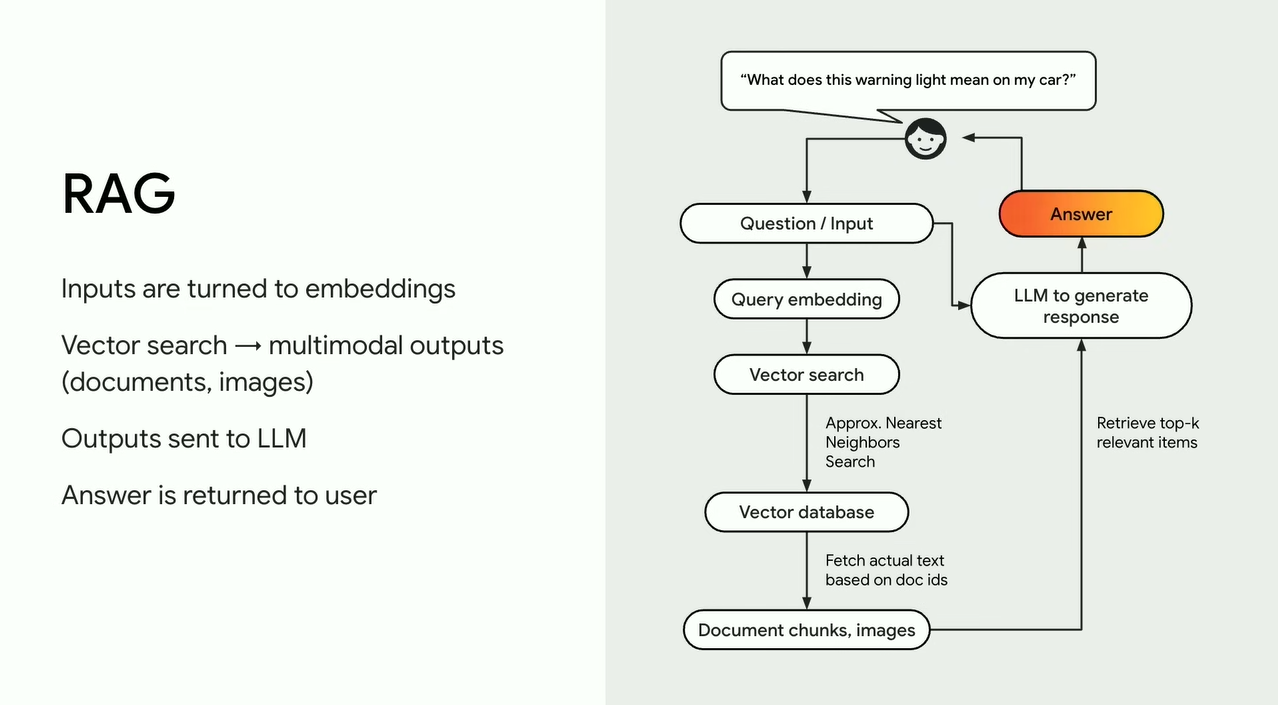 RAG
Inputs are turned to embeddings
Vector search → multimodal outputs
(documents, images)
Outputs sent to LLM
Answer is returned to user
“What does this warning light mean on my car?”
Question / Input
Answer
Query embedding
LLM to generate
response
Vector search
Approx. Nearest
Neighbors
Search
Retrieve top-k
relevant items
Vector database
Fetch actual text
based on doc ids
Document chunks, images